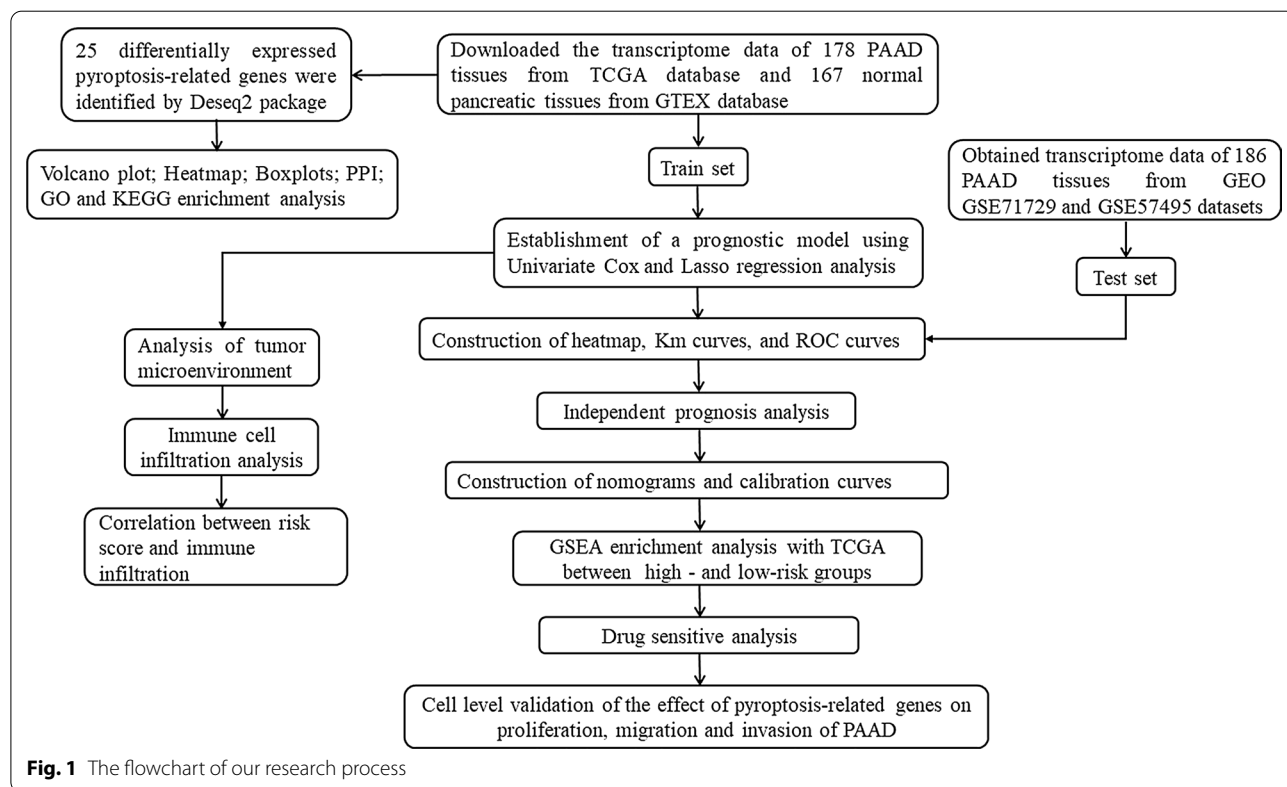 25 differentially expressed
pyroptosis-related genes were
identified by Deseq2 package
Downloaded the transcriptome data of 178 PAAD
tissues from TCGA database and 167 normal
pancreatic tissues from GTEX database
Volcano plot; Heatmap; Boxplots; PPI;
GO and KEGG enrichment analysis
Train set
Obtained transcriptome data of 186
PAAD tissues from GEO
GSE71729 and GSE57495 datasets
Establishment of a prognostic model using
Univariate Cox and Lasso regression analysis
Test set
Analysis of tumor
microenvironment
Construction of heatmap, Km curves, and ROC curves
Immune cell
infiltration analysis
Independent prognosis analysis
Correlation between risk
score and immune
infiltration
Construction of nomograms and calibration curves
GSEA enrichment analysis with TCGA
between high - and low-risk groups
Drug sensitive analysis
Cell level validation of the effect of pyroptosis-related genes on
proliferation, migration and invasion of PAAD
Fig. 1 The flowchart of our research process